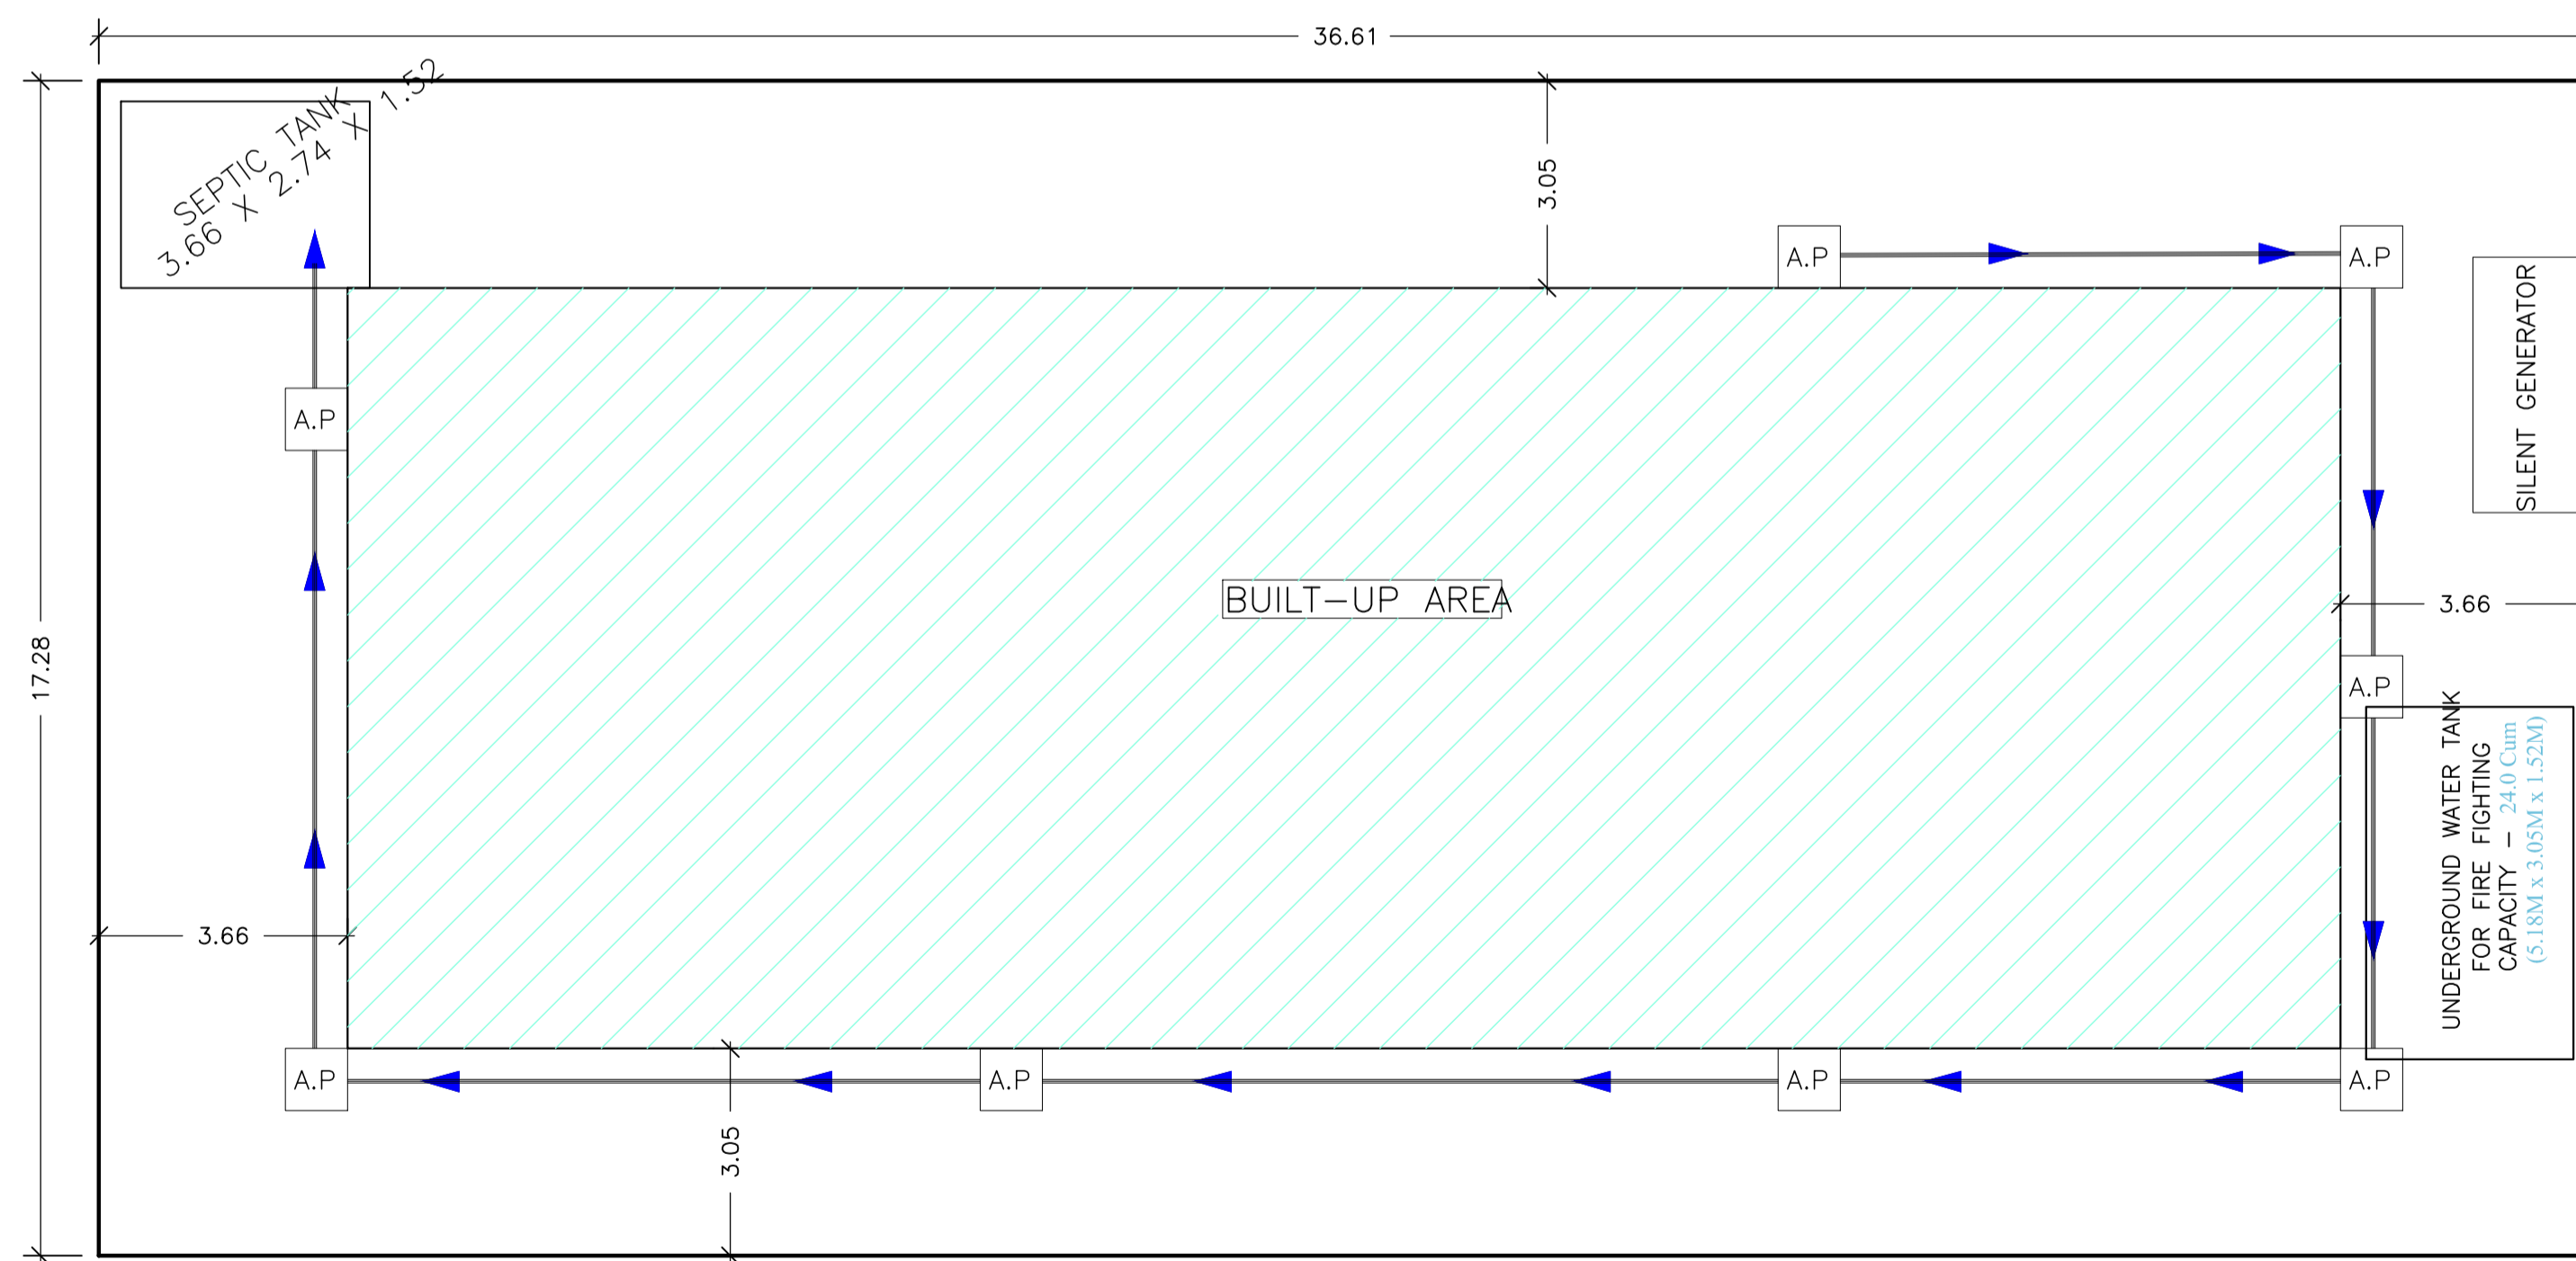 36.61
SEPTIC TANK
3.66 X 2.74 X 1.52
3.05
A.P
A.P
SILENT GENERATOR
A.P
BUILT-UP AREA
3.66
17.28
A.P
UNDERGROUND WATER TANK
FOR FIRE FIGHTING
CAPACITY - 24.0 Cum
(5.18M x 3.05M x 1.52M)
3.66
A.P
A.P
A.P
A.P
3.05